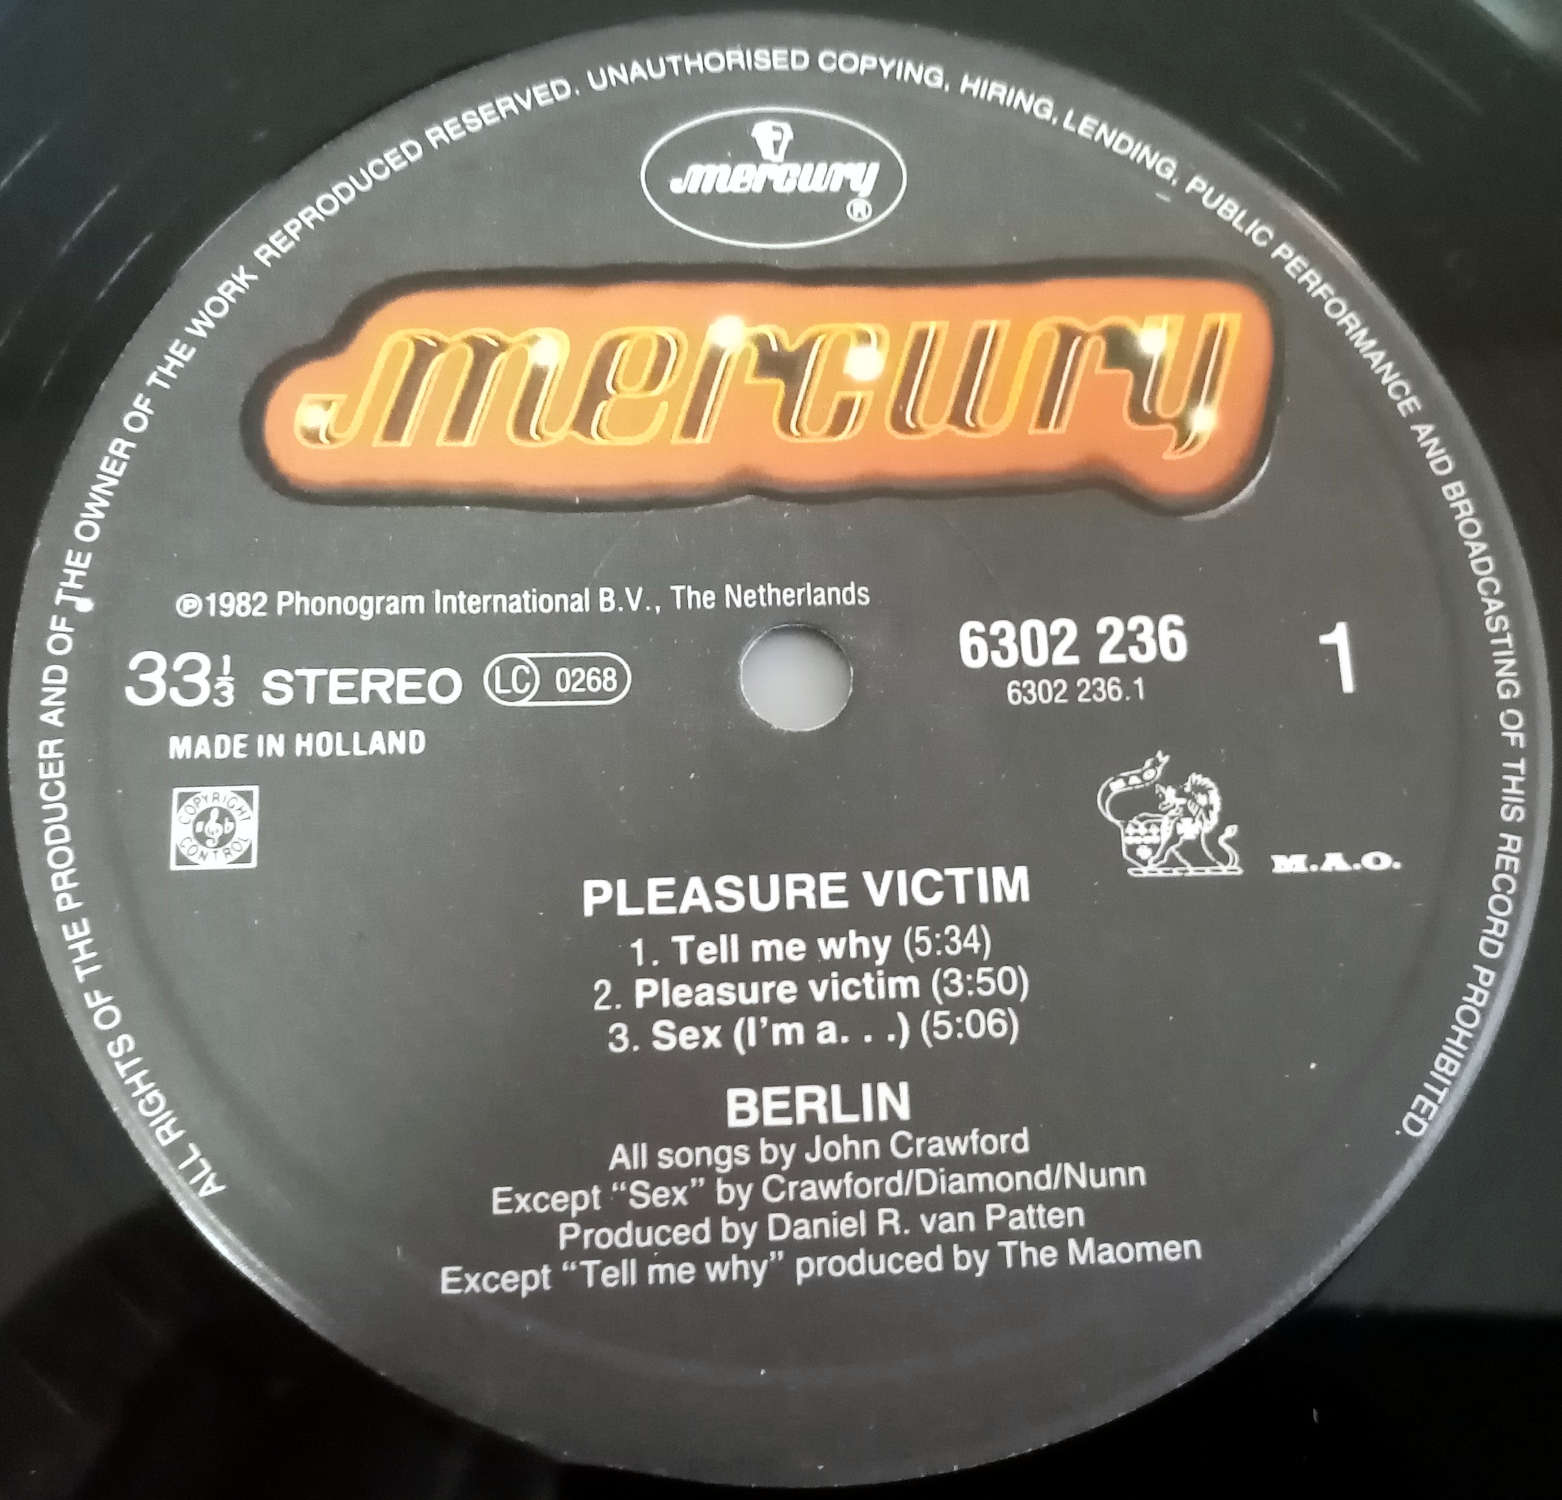 ALL RIGHTS OF THE PRODUCER AND OF THE OWNER OF THE WORK REPRODUCED RESERVED. UNAUTHORISED COPYING, HIRING, LENDING, PUBLIC PERFORMANCE AND BROADCASTING OF THIS RECORD PROHIBITED.
mercury
®
mercury
℗1982 Phonogram International B.V., The Netherlands
33⅓ STEREO LC 0268
6302 236
6302 236.1
1
MADE IN HOLLAND
COPYRIGHT CONTROL
MAO
M.A.O.
PLEASURE VICTIM
1. Tell me why (5:34)
2. Pleasure victim (3:50)
3. Sex (I'm a. . .) (5:06)
BERLIN
All songs by John Crawford
Except “Sex” by Crawford/Diamond/Nunn
Produced by Daniel R. van Patten
Except “Tell me why” produced by The Maomen